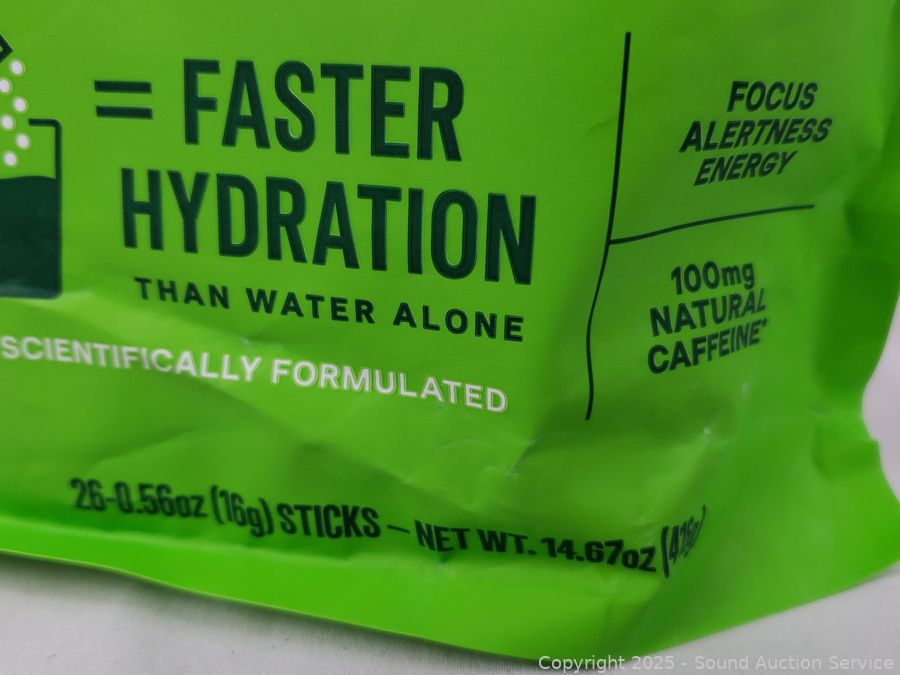 = FASTER
HYDRATION
THAN WATER ALONE
SCIENTIFICALLY FORMULATED
FOCUS
ALERTNESS
ENERGY
100mg
NATURAL
CAFFEINE*
26-0.56oz (16g) STICKS – NET WT. 14.67oz (416g)
Copyright 2025 - Sound Auction Service